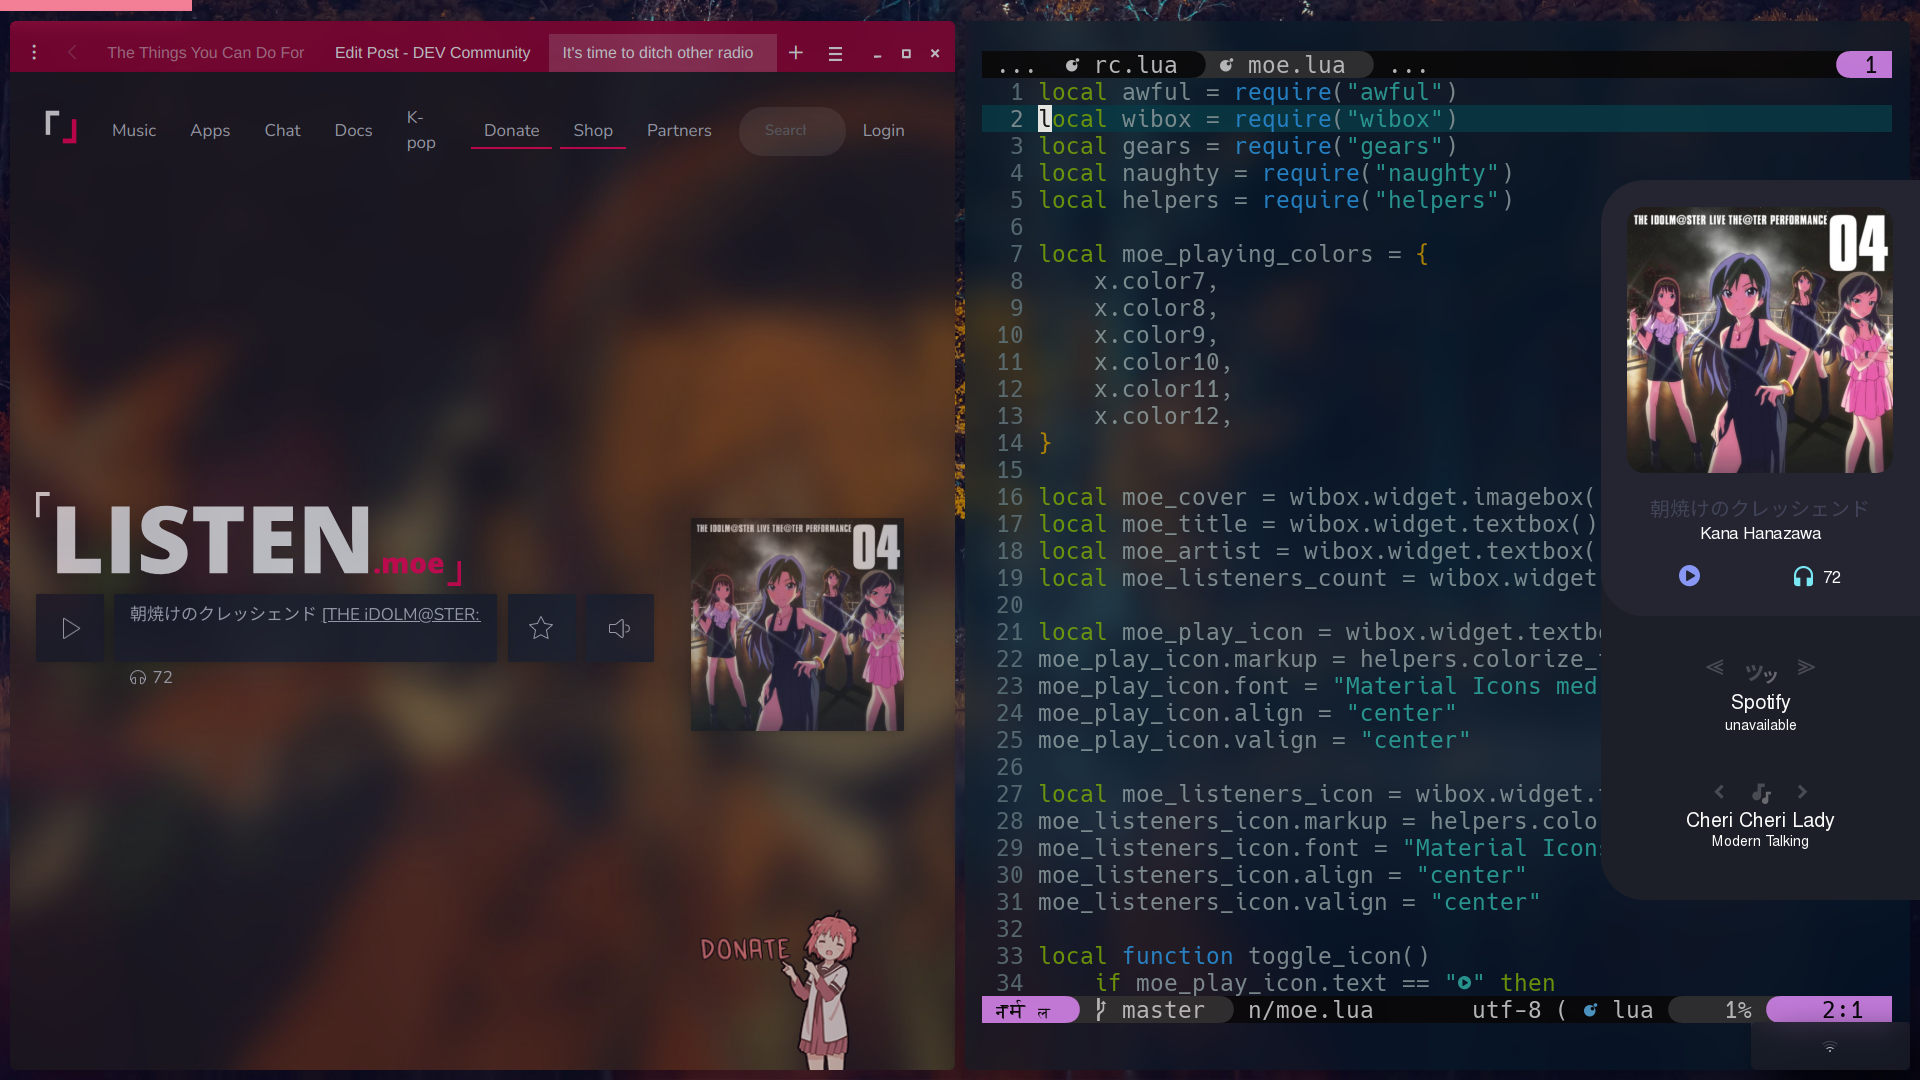 The Things You Can Do For
Edit Post - DEV Community
It's time to ditch other radio
Music
Apps
Chat
Docs
K-pop
Donate
Shop
Partners
Search
Login
LISTEN.moe
朝焼けのクレッシェンド [THE iDOLM@STER:
72
THE IDOLM@STER LIVE THE@TER PERFORMANCE
04
DONATE
... rc.lua moe.lua ... 1
1 local awful = require("awful")
2 local wibox = require("wibox")
3 local gears = require("gears")
4 local naughty = require("naughty")
5 local helpers = require("helpers")
6
7 local moe_playing_colors = {
8 x.color7,
9 x.color8,
10 x.color9,
11 x.color10,
12 x.color11,
13 x.color12,
14 }
15
16 local moe_cover = wibox.widget.imagebox(
17 local moe_title = wibox.widget.textbox()
18 local moe_artist = wibox.widget.textbox(
19 local moe_listeners_count = wibox.widget
20
21 local moe_play_icon = wibox.widget.textb
22 moe_play_icon.markup = helpers.colorize_
23 moe_play_icon.font = "Material Icons med
24 moe_play_icon.align = "center"
25 moe_play_icon.valign = "center"
26
27 local moe_listeners_icon = wibox.widget.
28 moe_listeners_icon.markup = helpers.colo
29 moe_listeners_icon.font = "Material Icon
30 moe_listeners_icon.align = "center"
31 moe_listeners_icon.valign = "center"
32
33 local function toggle_icon()
34 if moe_play_icon.text == "" then
master n/moe.lua utf-8 ( lua 1% 2:1
THE IDOLM@STER LIVE THE@TER PERFORMANCE
04
朝焼けのクレッシェンド
Kana Hanazawa
72
ツッ
Spotify
unavailable
Cheri Cheri Lady
Modern Talking